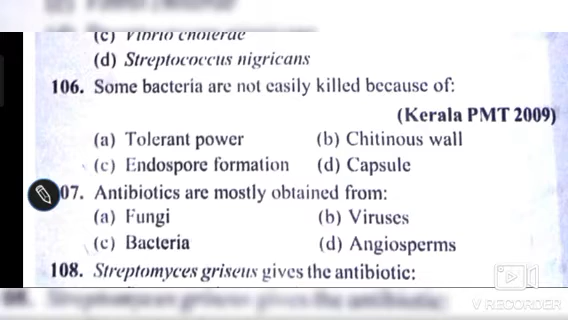 (c) Vibrio cholerae
(d) Streptococcus nigricans
106. Some bacteria are not easily killed because of:
(Kerala PMT 2009)
(a) Tolerant power (b) Chitinous wall
(c) Endospore formation (d) Capsule
07. Antibiotics are mostly obtained from:
(a) Fungi (b) Viruses
(c) Bacteria (d) Angiosperms
108. Streptomyces griseus gives the antibiotic:
V RECORDER